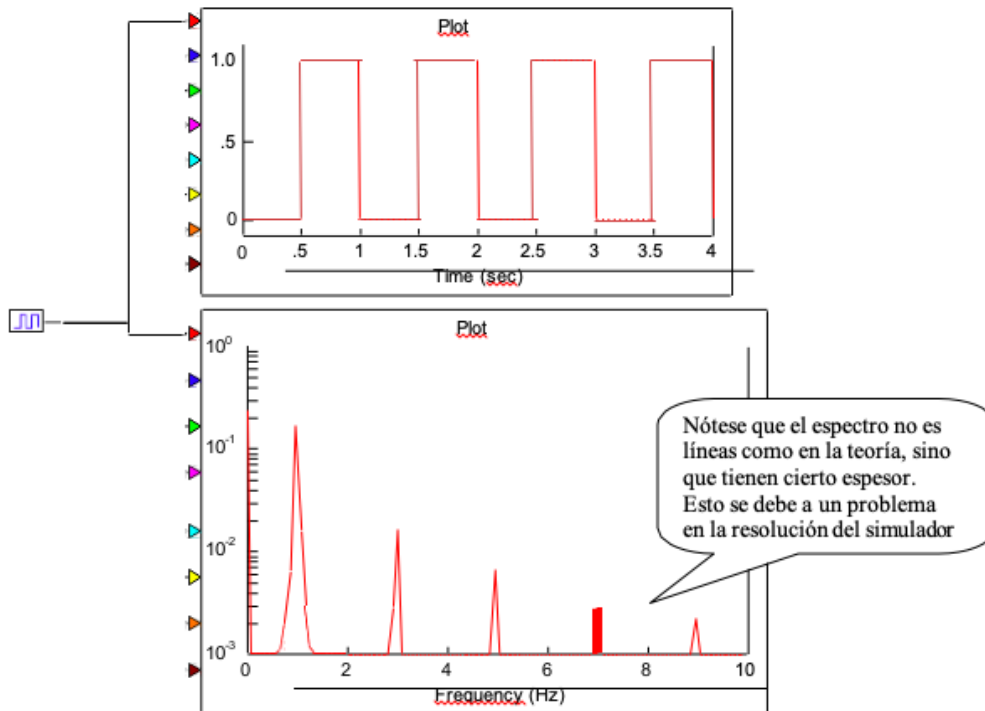 Plot
1.0
.5
0
0 .5 1 1.5 2 2.5 3 3.5 4
Time (sec)
Plot
10⁰
10⁻¹
10⁻²
10⁻³
0 2 4 6 8 10
Frequency (Hz)
Nótese que el espectro no es
líneas como en la teoría, sino
que tienen cierto espesor.
Esto se debe a un problema
en la resolución del simulador